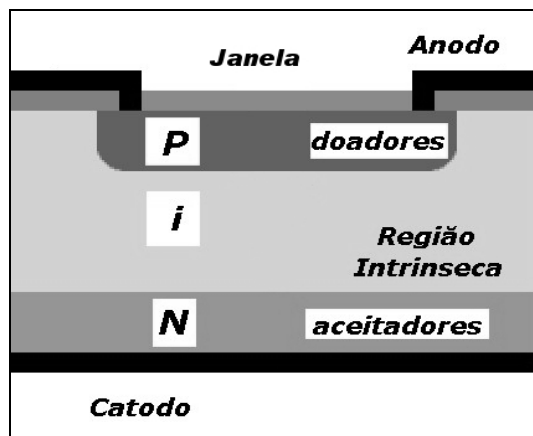 Janela
Anodo
P
doadores
i
Região
Intrinseca
N
aceitadores
Catodo